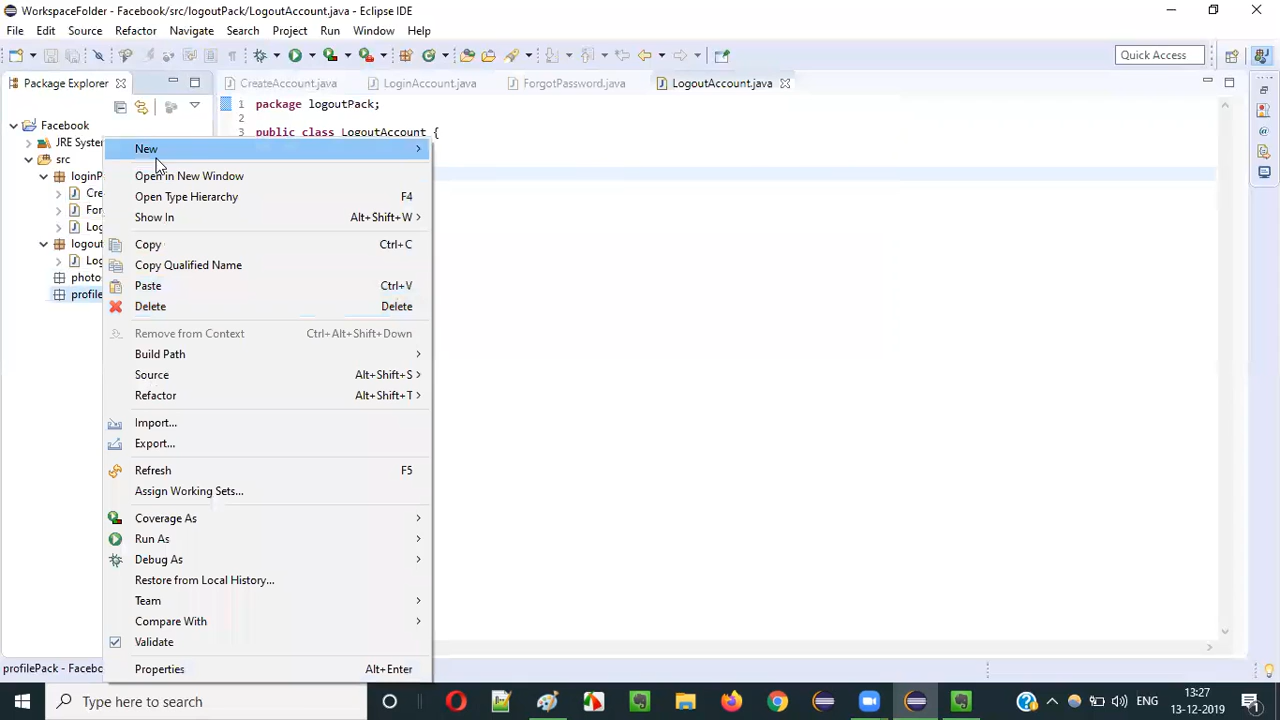 WorkspaceFolder - Facebook/src/logoutPack/LogoutAccount.java - Eclipse IDE
File Edit Source Refactor Navigate Search Project Run Window Help
Quick Access
Package Explorer
CreateAccount.java LoginAccount.java ForgotPassword.java LogoutAccount.java
Facebook
JRE System
src
loginP
Cre
For
Log
logout
Log
photo
profile
1 package logoutPack;
2
3 public class LogoutAccount {
New
Open in New Window
Open Type Hierarchy F4
Show In Alt+Shift+W
Copy Ctrl+C
Copy Qualified Name
Paste Ctrl+V
Delete Delete
Remove from Context Ctrl+Alt+Shift+Down
Build Path
Source Alt+Shift+S
Refactor Alt+Shift+T
Import...
Export...
Refresh F5
Assign Working Sets...
Coverage As
Run As
Debug As
Restore from Local History...
Team
Compare With
Validate
Properties Alt+Enter
profilePack - Facebo
Type here to search
ENG
13:27
13-12-2019
1